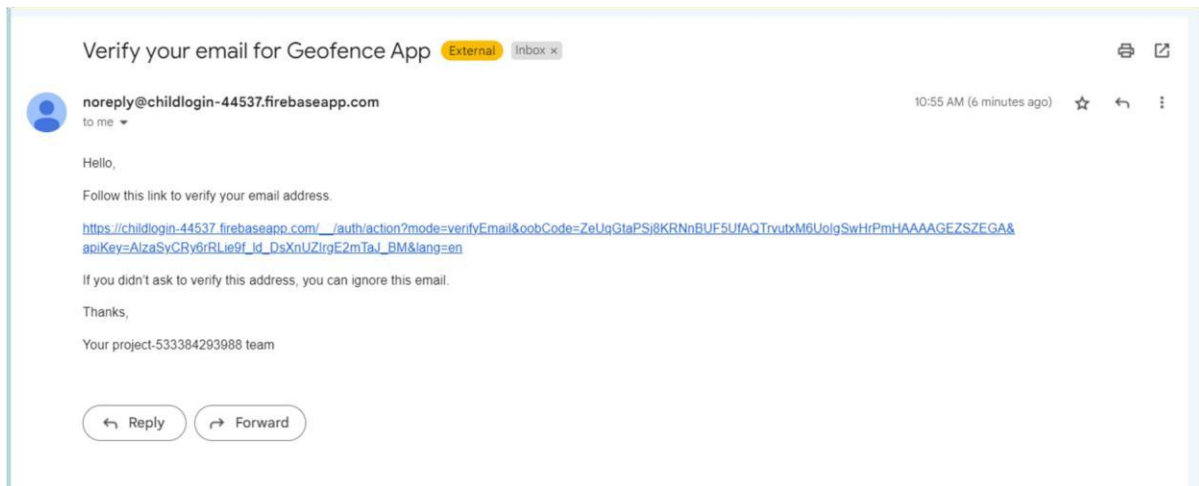 Verify your email for Geofence App External Inbox ×
noreply@childlogin-44537.firebaseapp.com 10:55 AM (6 minutes ago)
to me
Hello,
Follow this link to verify your email address.
https://childlogin-44537.firebaseapp.com/__/auth/action?mode=verifyEmail&oobCode=ZeUqGtaPSj8KRNnBUF5UfAQTrvutxM6UolgSwHrPmHAAAAGEZSZEGA&
apiKey=AIzaSyCRy6rRLie9f_Id_DsXnUZIrgE2mTaJ_BM&lang=en
If you didn't ask to verify this address, you can ignore this email.
Thanks,
Your project-533384293988 team
Reply Forward